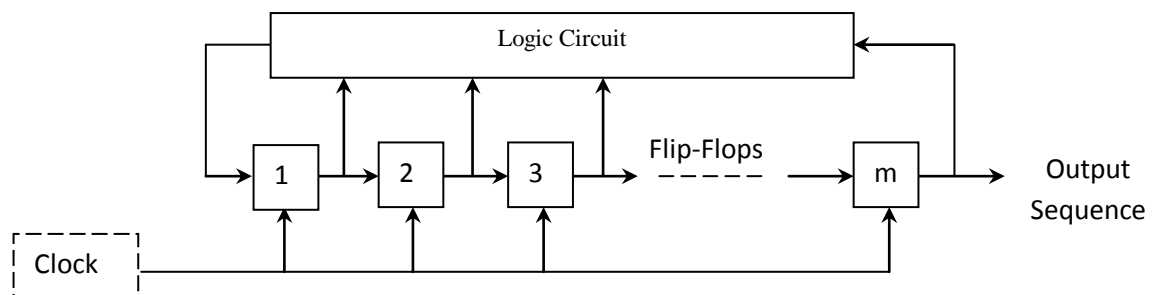 Logic Circuit
Flip-Flops
1
2
3
m
Output
Sequence
Clock